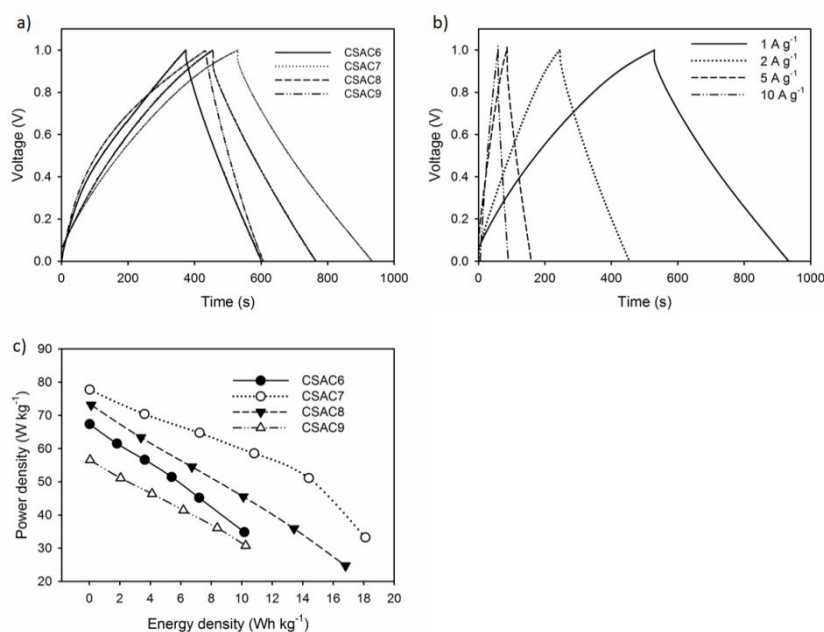 a)
1.0
0.8
0.6
0.4
0.2
0.0
Voltage (V)
CSAC6
CSAC7
CSAC8
CSAC9
0 200 400 600 800 1000
Time (s)
b)
1.0
0.8
0.6
0.4
0.2
0.0
Voltage (V)
1 A g⁻¹
2 A g⁻¹
5 A g⁻¹
10 A g⁻¹
0 200 400 600 800 1000
Time (s)
c)
90
80
70
60
50
40
30
20
Power density (W kg⁻¹)
CSAC6
CSAC7
CSAC8
CSAC9
0 2 4 6 8 10 12 14 16 18 20
Energy density (Wh kg⁻¹)